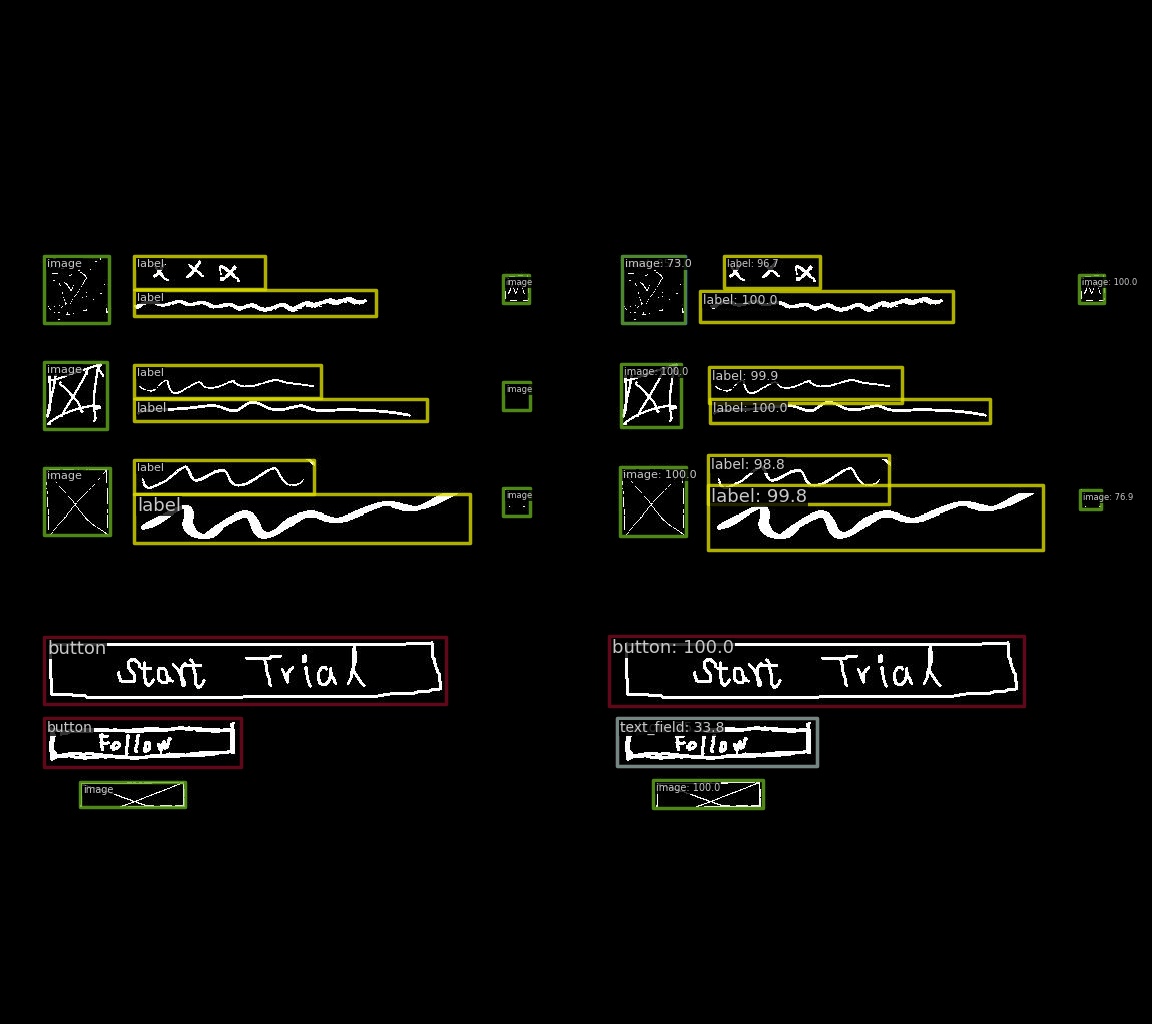 image label image: 73.0 label: 96.7
x x x x x
image image: 100.0
label label: 100.0
image label image: 100.0 label: 99.9
image
label label: 100.0
label label: 98.8
image image: 100.0
label image label: 99.8 image: 76.9
button button: 100.0
Start Trial Start Trial
button text_field: 33.8
Follow Follow
image image: 100.0